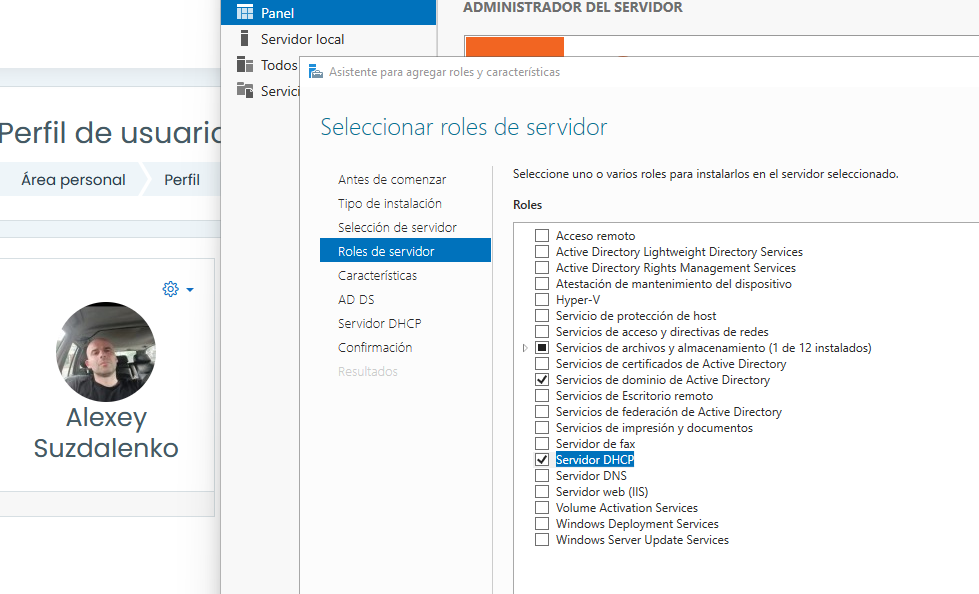 Perfil de usuario
Área personal
Perfil
Alexey
Suzdalenko
Panel
Servidor local
Todos
Servici
ADMINISTRADOR DEL SERVIDOR
Asistente para agregar roles y características
Seleccionar roles de servidor
Antes de comenzar
Tipo de instalación
Selección de servidor
Roles de servidor
Características
AD DS
Servidor DHCP
Confirmación
Resultados
Seleccione uno o varios roles para instalarlos en el servidor seleccionado.
Roles
Acceso remoto
Active Directory Lightweight Directory Services
Active Directory Rights Management Services
Atestación de mantenimiento del dispositivo
Hyper-V
Servicio de protección de host
Servicios de acceso y directivas de redes
Servicios de archivos y almacenamiento (1 de 12 instalados)
Servicios de certificados de Active Directory
Servicios de dominio de Active Directory
Servicios de Escritorio remoto
Servicios de federación de Active Directory
Servicios de impresión y documentos
Servidor de fax
Servidor DHCP
Servidor DNS
Servidor web (IIS)
Volume Activation Services
Windows Deployment Services
Windows Server Update Services